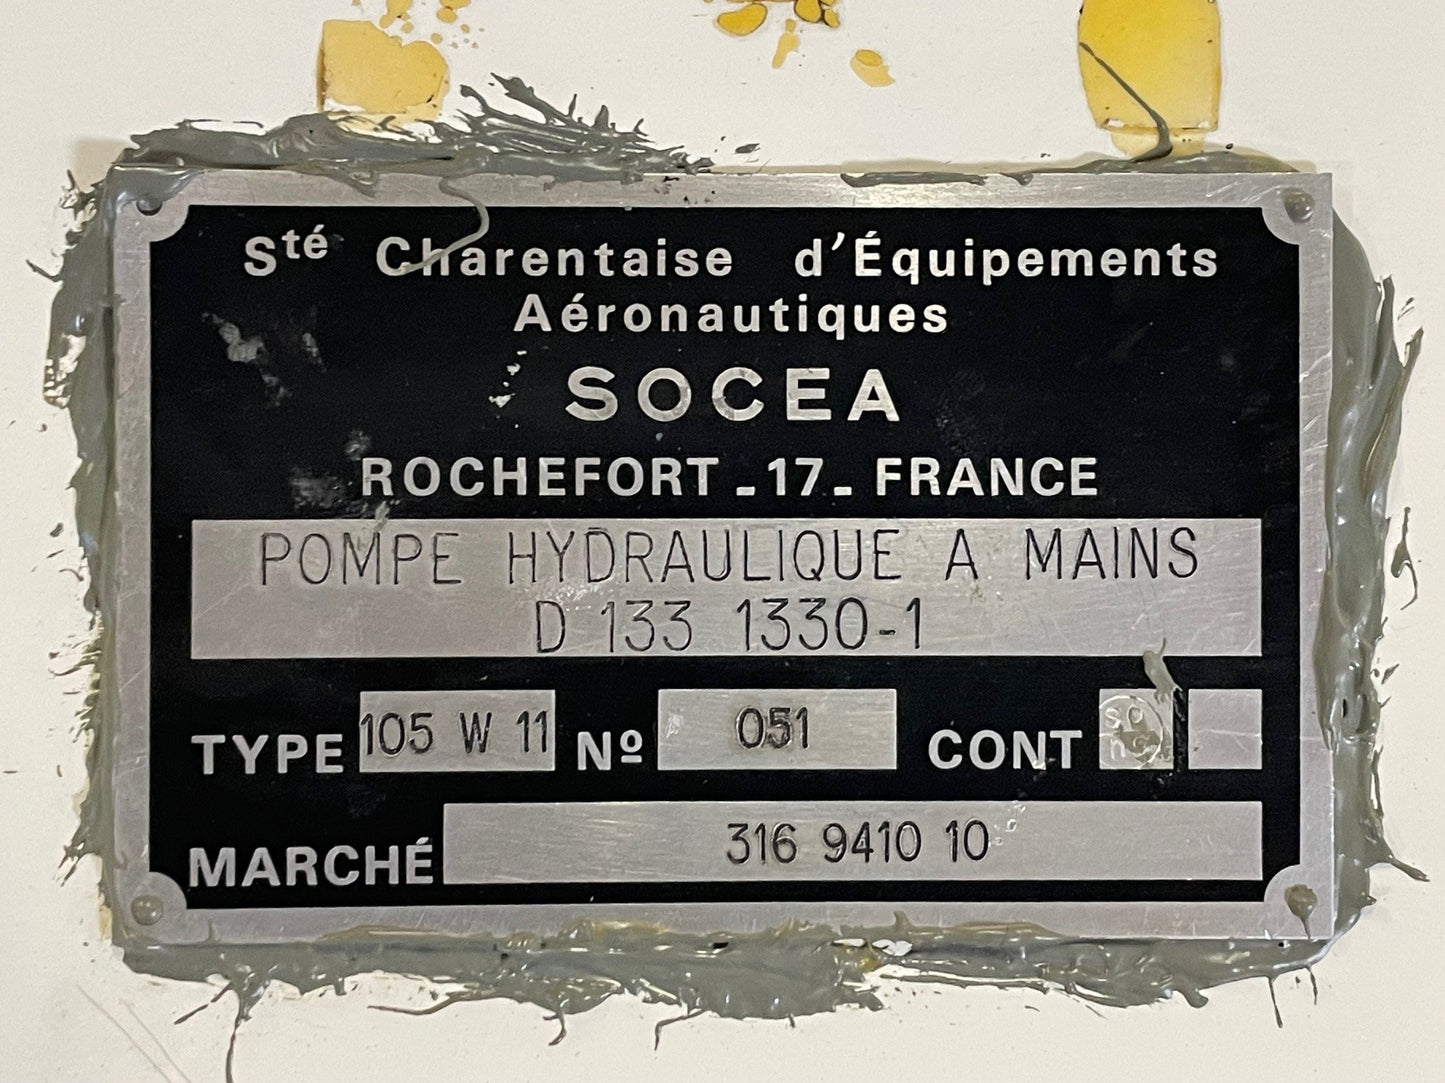 Sté Charentaise d'Équipements
Aéronautiques
SOCEA
ROCHEFORT - 17 - FRANCE
POMPE HYDRAULIQUE A MAINS
D 133 1330-1
TYPE 105 W 11 Nº 051 CONT
MARCHÉ 316 9410 10